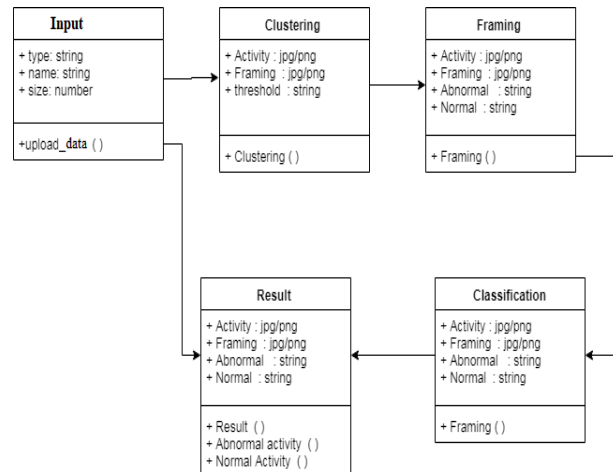 Input
+ type: string
+ name: string
+ size: number
+upload_data ( )
Clustering
+ Activity : jpg/png
+ Framing : jpg/png
+ threshold : string
+ Clustering ( )
Framing
+ Activity : jpg/png
+ Framing : jpg/png
+ Abnormal : string
+ Normal : string
+ Framing ( )
Result
+ Activity : jpg/png
+ Framing : jpg/png
+ Abnormal : string
+ Normal : string
+ Result ( )
+ Abnormal activity ( )
+ Normal Activity ( )
Classification
+ Activity : jpg/png
+ Framing : jpg/png
+ Abnormal : string
+ Normal : string
+ Framing ( )